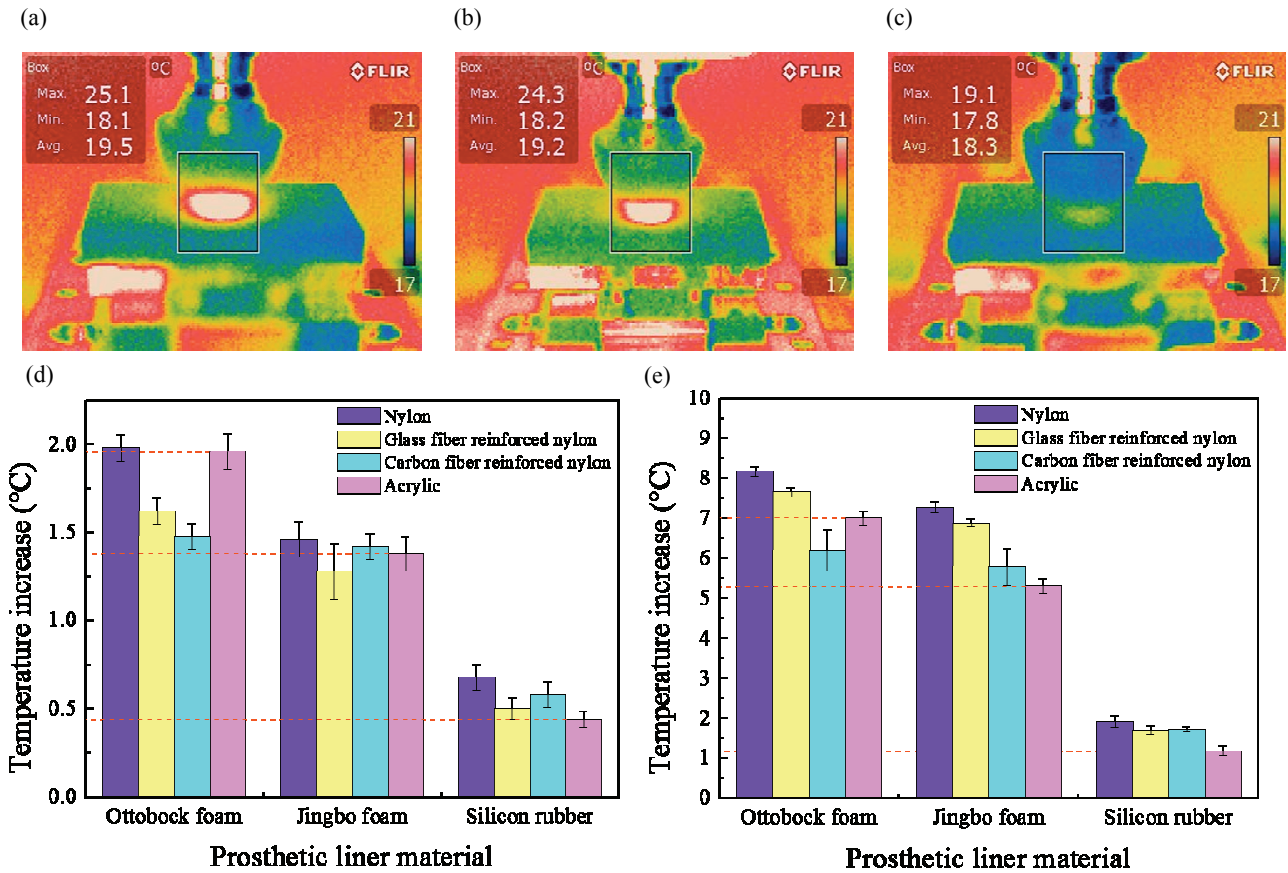 (a)
(b)
(c)
Box °C FLIR
Max. 25.1
Min. 18.1
Avg. 19.5
21
17
Box °C FLIR
Max. 24.3
Min. 18.2
Avg. 19.2
21
17
Box °C FLIR
Max. 19.1
Min. 17.8
Avg. 18.3
21
17
(d)
Temperature increase (°C)
2.0
1.5
1.0
0.5
0.0
Nylon
Glass fiber reinforced nylon
Carbon fiber reinforced nylon
Acrylic
Ottobock foam Jingbo foam Silicon rubber
Prosthetic liner material
(e)
Temperature increase (°C)
10
9
8
7
6
5
4
3
2
1
0
Nylon
Glass fiber reinforced nylon
Carbon fiber reinforced nylon
Acrylic
Ottobock foam Jingbo foam Silicon rubber
Prosthetic liner material